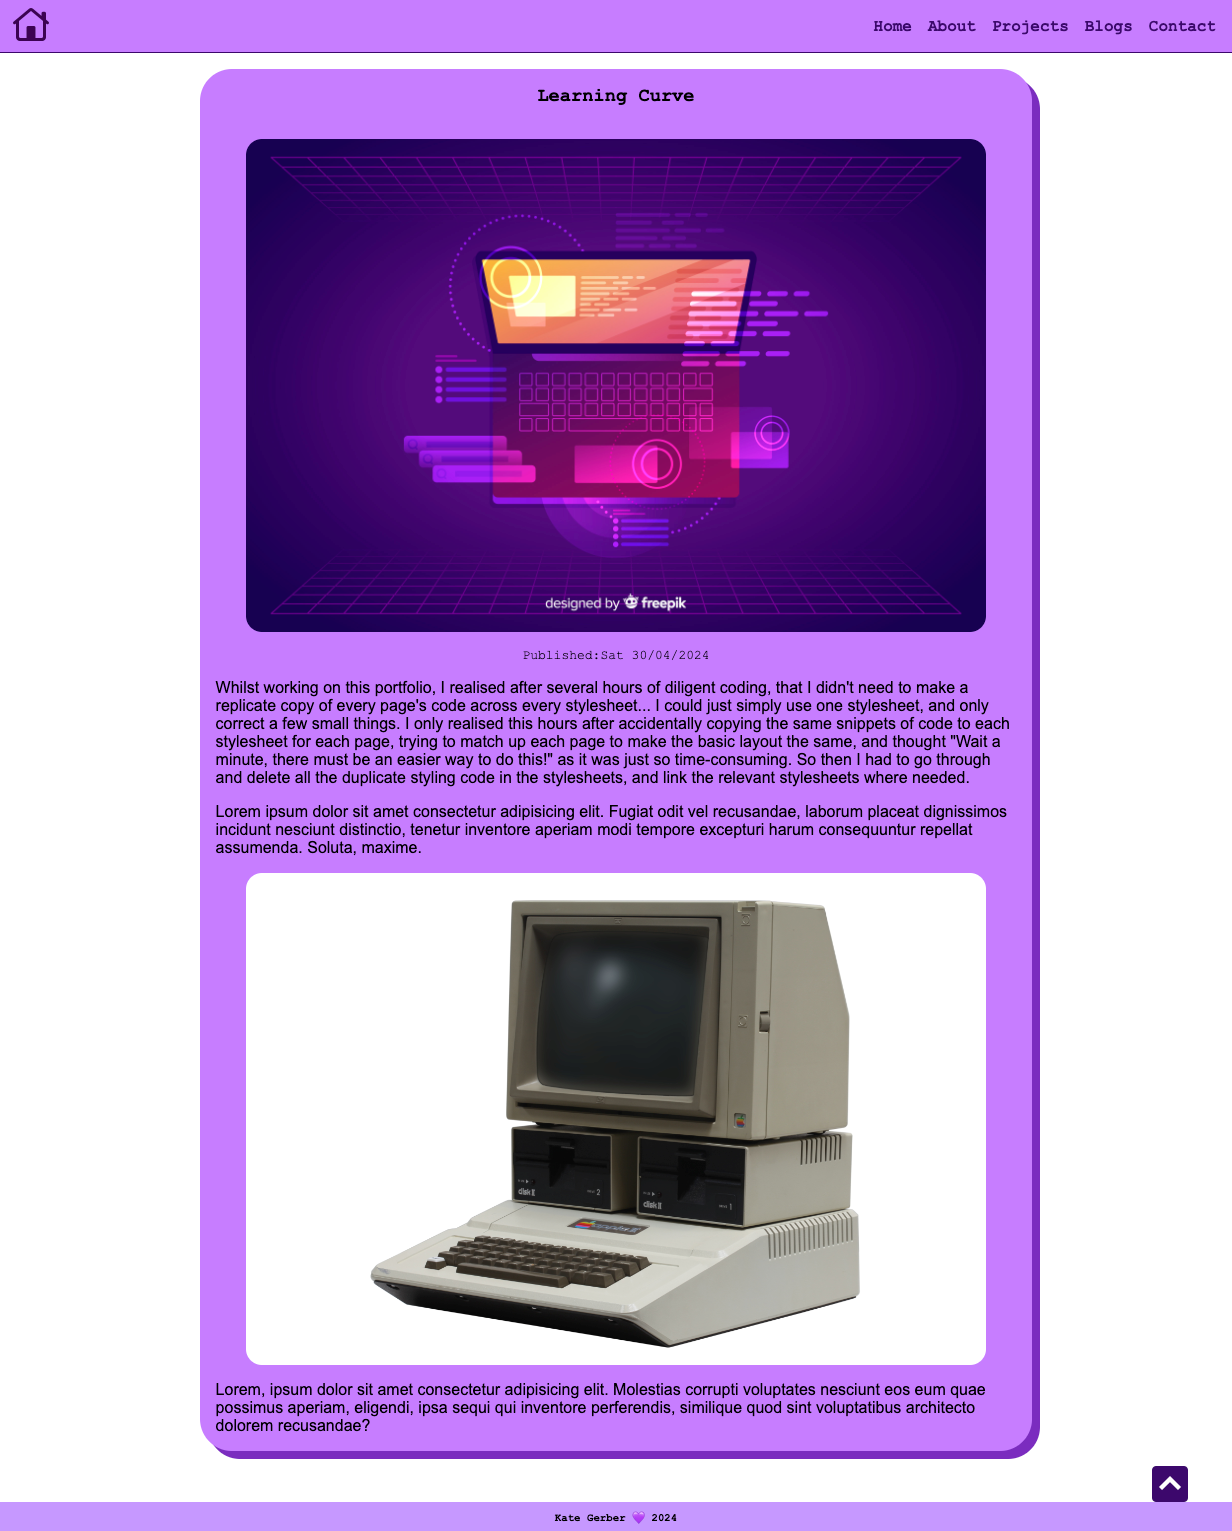 Home About Projects Blogs Contact
Learning Curve
designed by freepik
Published:Sat 30/04/2024
Whilst working on this portfolio, I realised after several hours of diligent coding, that I didn't need to make a
replicate copy of every page's code across every stylesheet... I could just simply use one stylesheet, and only
correct a few small things. I only realised this hours after accidentally copying the same snippets of code to each
stylesheet for each page, trying to match up each page to make the basic layout the same, and thought "Wait a
minute, there must be an easier way to do this!" as it was just so time-consuming. So then I had to go through
and delete all the duplicate styling code in the stylesheets, and link the relevant stylesheets where needed.
Lorem ipsum dolor sit amet consectetur adipisicing elit. Fugiat odit vel recusandae, laborum placeat dignissimos
incidunt nesciunt distinctio, tenetur inventore aperiam modi tempore excepturi harum consequuntur repellat
assumenda. Soluta, maxime.
disk II 2
disk II 1
Lorem, ipsum dolor sit amet consectetur adipisicing elit. Molestias corrupti voluptates nesciunt eos eum quae
possimus aperiam, eligendi, ipsa sequi qui inventore perferendis, similique quod sint voluptatibus architecto
dolorem recusandae?
Kate Gerber 💜 2024